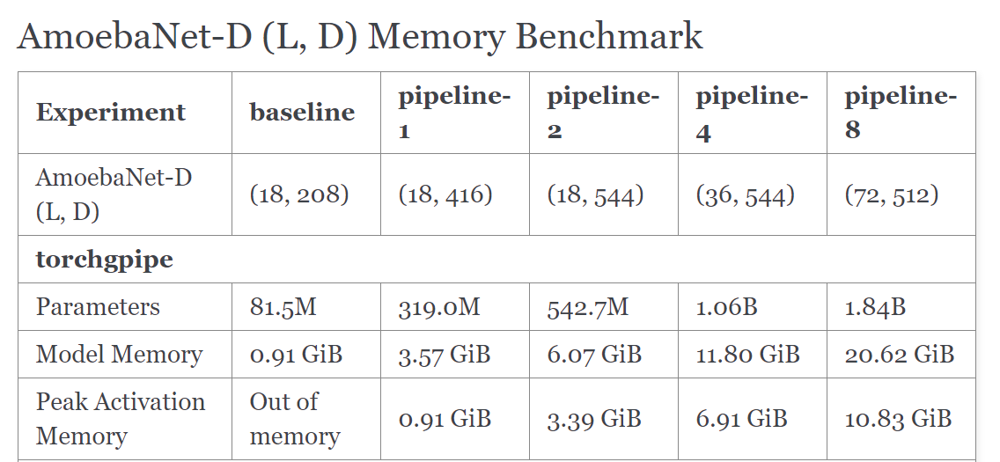 AmoebaNet-D (L, D) Memory Benchmark
Experiment baseline pipeline-1 pipeline-2 pipeline-4 pipeline-8
AmoebaNet-D (L, D) (18, 208) (18, 416) (18, 544) (36, 544) (72, 512)
torchgpipe
Parameters 81.5M 319.0M 542.7M 1.06B 1.84B
Model Memory 0.91 GiB 3.57 GiB 6.07 GiB 11.80 GiB 20.62 GiB
Peak Activation Memory Out of memory 0.91 GiB 3.39 GiB 6.91 GiB 10.83 GiB